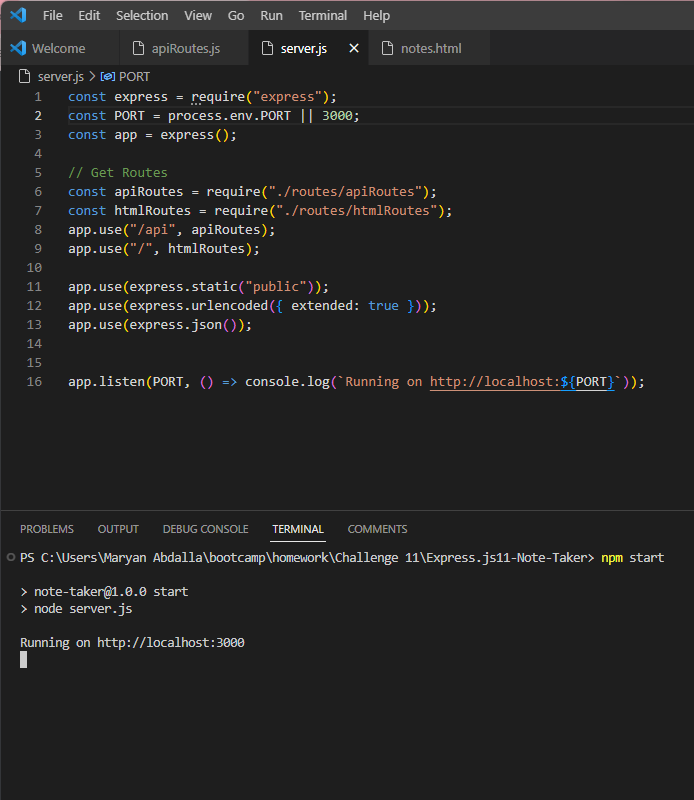 File Edit Selection View Go Run Terminal Help
Welcome apiRoutes.js server.js notes.html
server.js > PORT
1 const express = require("express");
2 const PORT = process.env.PORT || 3000;
3 const app = express();
4
5 // Get Routes
6 const apiRoutes = require("./routes/apiRoutes");
7 const htmlRoutes = require("./routes/htmlRoutes");
8 app.use("/api", apiRoutes);
9 app.use("/", htmlRoutes);
10
11 app.use(express.static("public"));
12 app.use(express.urlencoded({ extended: true }));
13 app.use(express.json());
14
15
16 app.listen(PORT, () => console.log(`Running on http://localhost:${PORT}`));
PROBLEMS OUTPUT DEBUG CONSOLE TERMINAL COMMENTS
PS C:\Users\Maryan Abdalla\bootcamp\homework\Challenge 11\Express.js11-Note-Taker> npm start
> note-taker@1.0.0 start
> node server.js
Running on http://localhost:3000